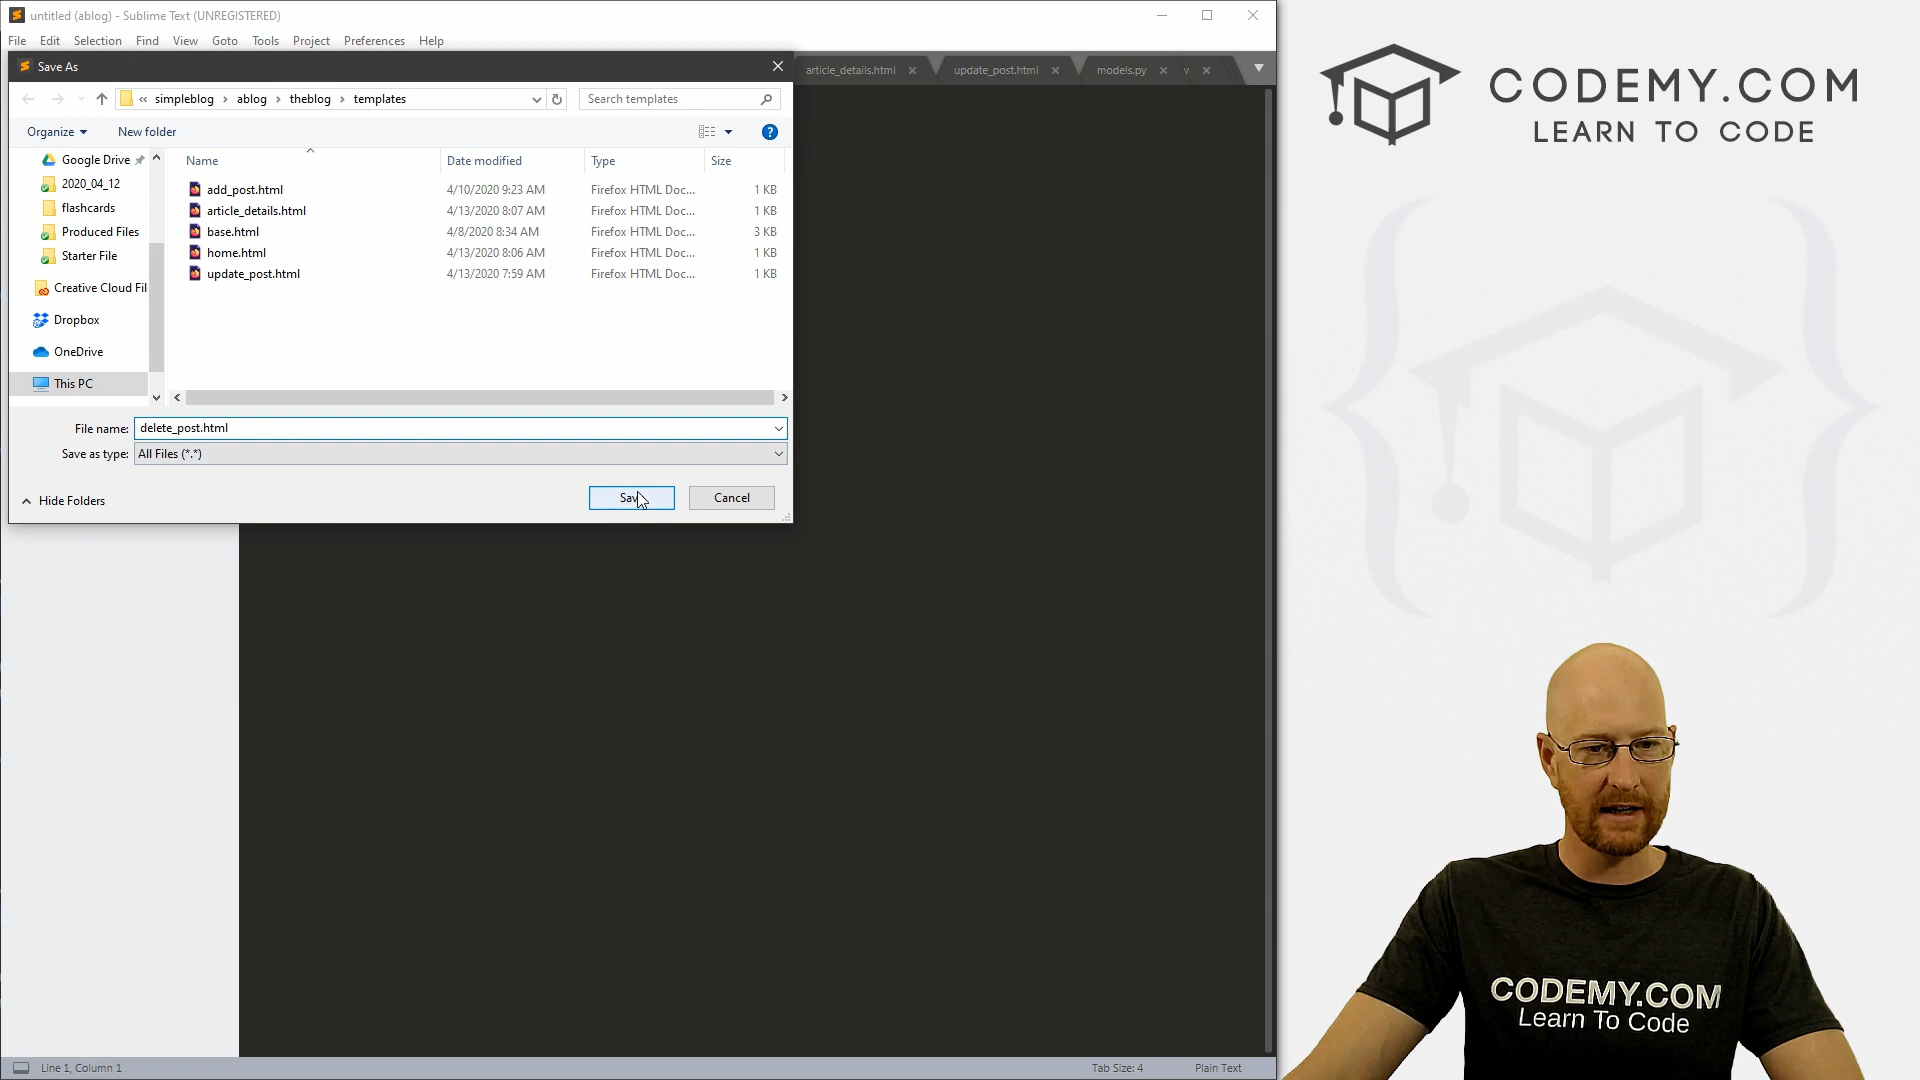 untitled (ablog) - Sublime Text (UNREGISTERED)
File Edit Selection Find View Goto Tools Project Preferences Help
Save As
article_details.html
update_post.html
models.py
v
« simpleblog › ablog › theblog › templates
Search templates
Organize
New folder
Name
Date modified
Type
Size
Google Drive
2020_04_12
flashcards
Produced Files
Starter File
Creative Cloud Fil
Dropbox
OneDrive
This PC
add_post.html 4/10/2020 9:23 AM Firefox HTML Doc... 1 KB
article_details.html 4/13/2020 8:07 AM Firefox HTML Doc... 1 KB
base.html 4/8/2020 8:34 AM Firefox HTML Doc... 3 KB
home.html 4/13/2020 8:06 AM Firefox HTML Doc... 1 KB
update_post.html 4/13/2020 7:59 AM Firefox HTML Doc... 1 KB
File name: delete_post.html
Save as type: All Files (*.*)
Hide Folders
Cancel
Line 1, Column 1
Tab Size: 4
Plain Text
CODEMY.COM
LEARN TO CODE
CODEMY.COM
Learn To Code